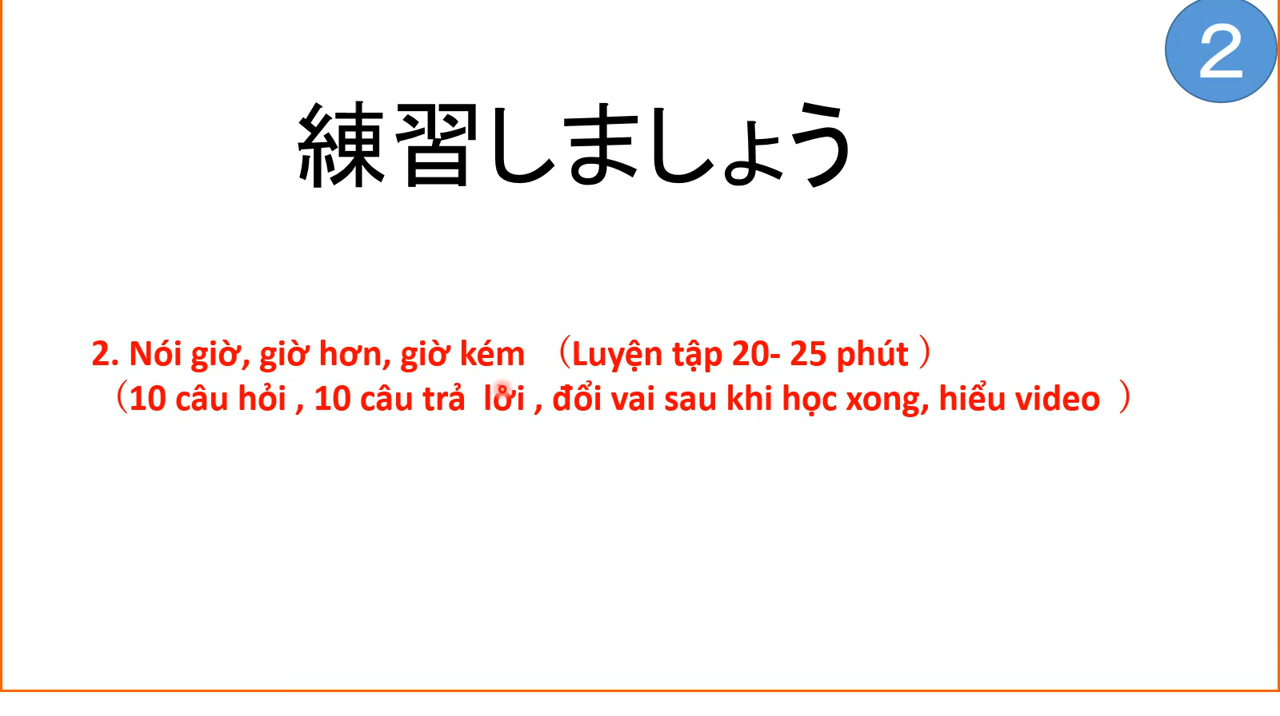 2
練習しましょう
2. Nói giờ, giờ hơn, giờ kém （Luyện tập 20- 25 phút ）
（10 câu hỏi , 10 câu trả lời , đổi vai sau khi học xong, hiểu video ）